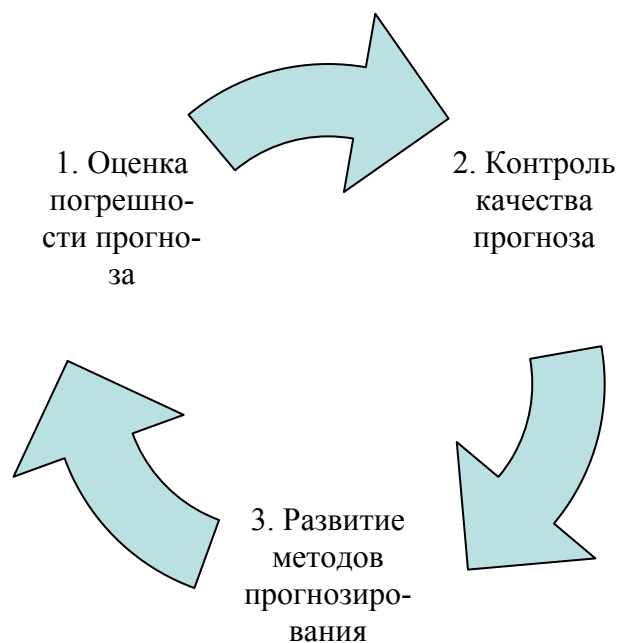 1. Оценка
погрешно-
сти прогно-
за
2. Контроль
качества
прогноза
3. Развитие
методов
прогнозиро-
вания